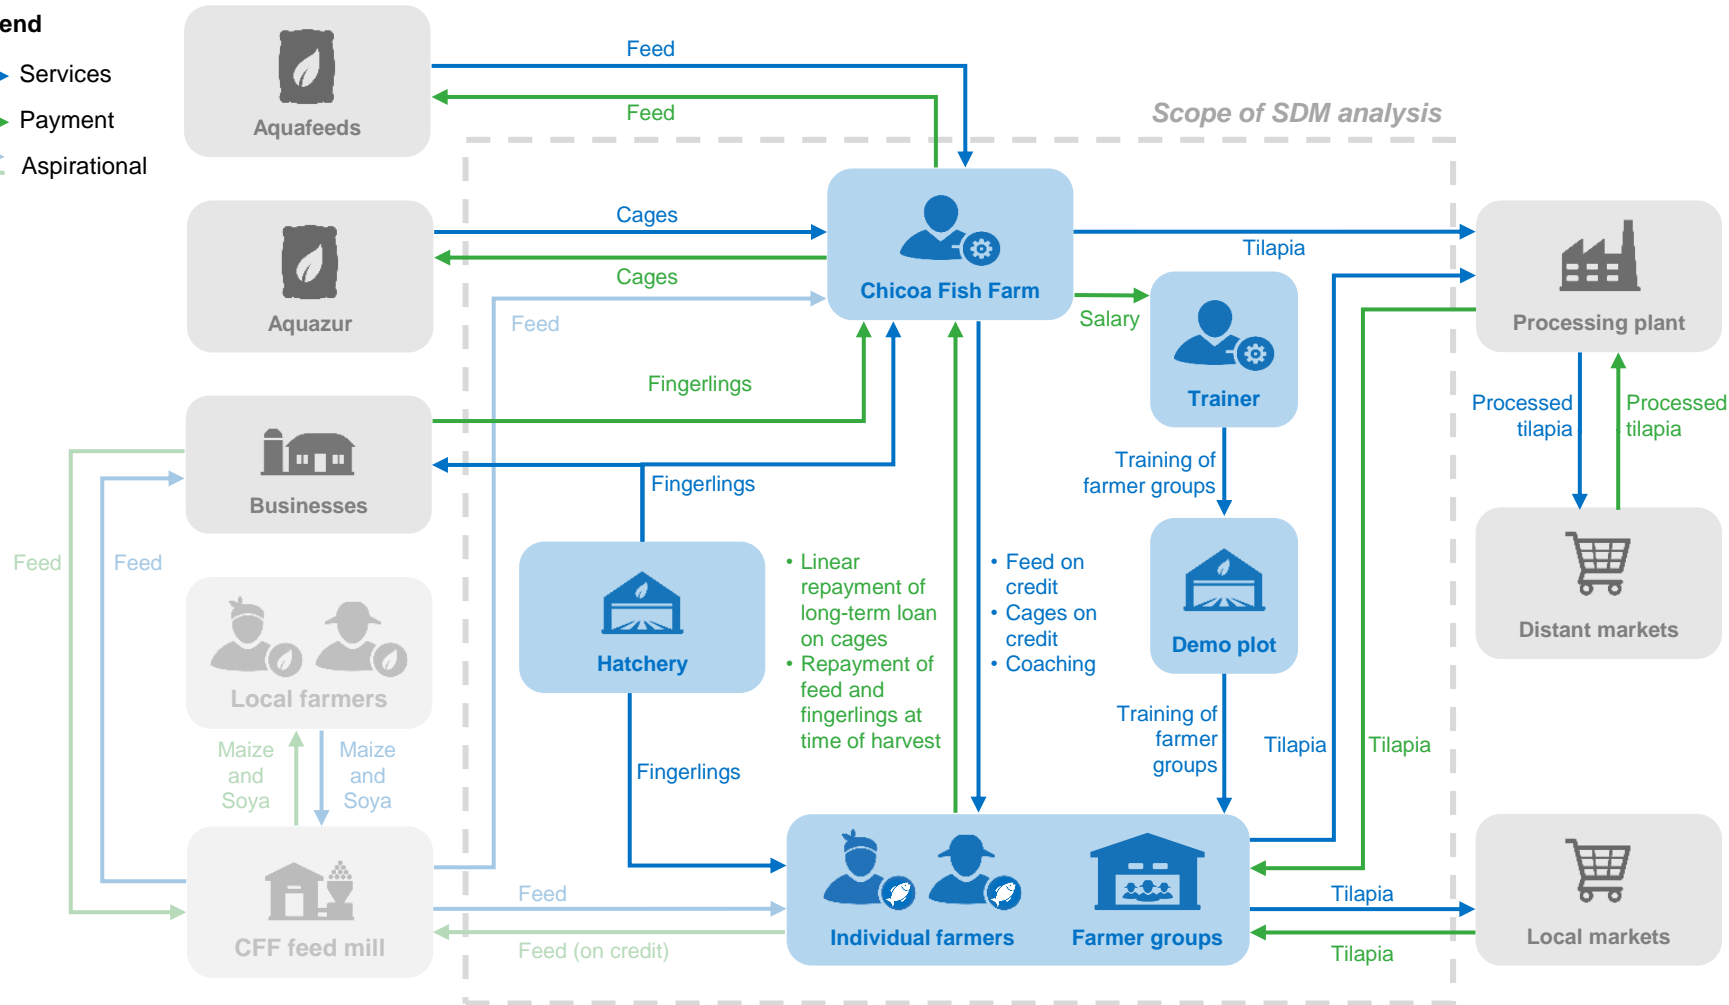 end
Services
Payment
Aspirational
Aquafeeds
Feed
Feed
Scope of SDM analysis
Aquazur
Cages
Cages
Feed
Chicoa Fish Farm
Tilapia
Salary
Trainer
Processing plant
Businesses
Fingerlings
Fingerlings
Training of
farmer groups
Processed
tilapia
Processed
tilapia
Feed
Feed
Local farmers
Maize
and
Soya
Maize
and
Soya
Hatchery
• Linear
repayment of
long-term loan
on cages
• Repayment of
feed and
fingerlings at
time of harvest
• Feed on
credit
• Cages on
credit
• Coaching
Demo plot
Training of
farmer
groups
Distant markets
Fingerlings
Tilapia
Tilapia
CFF feed mill
Feed
Feed (on credit)
Individual farmers
Farmer groups
Tilapia
Tilapia
Local markets